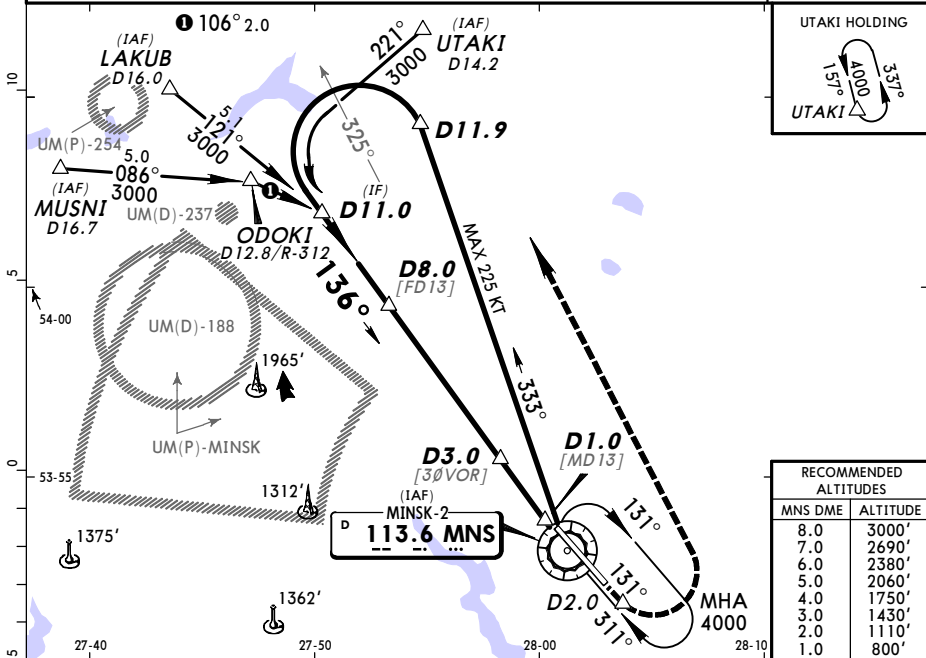 ❶ 106° 2.0
(IAF)
LAKUB
D16.0
221°
3000
(IAF)
UTAKI
D14.2
UTAKI HOLDING
157°
4000
337°
UTAKI
10
UM(P)-254
5.1
121°
3000
325°
D11.9
5.0
086°
3000
(IAF)
MUSNI
D16.7
❶
(IF)
D11.0
UM(D)-237
ODOKI
D12.8/R-312
MAX 225 KT
136°
D8.0
[FD13]
5
54-00
UM(D)-188
1965'
333°
UM(P)-MINSK
D3.0
[30VOR]
D1.0
[MD13]
0
53-55
1312'
(IAF)
MINSK-2
D 113.6 MNS
-- -. ...
131°
1375'
131°
D2.0
311°
MHA
4000
1362'
RECOMMENDED
ALTITUDES
MNS DME ALTITUDE
8.0 3000'
7.0 2690'
6.0 2380'
5.0 2060'
4.0 1750'
3.0 1430'
2.0 1110'
1.0 800'
5
27-40 27-50 28-00 28-10